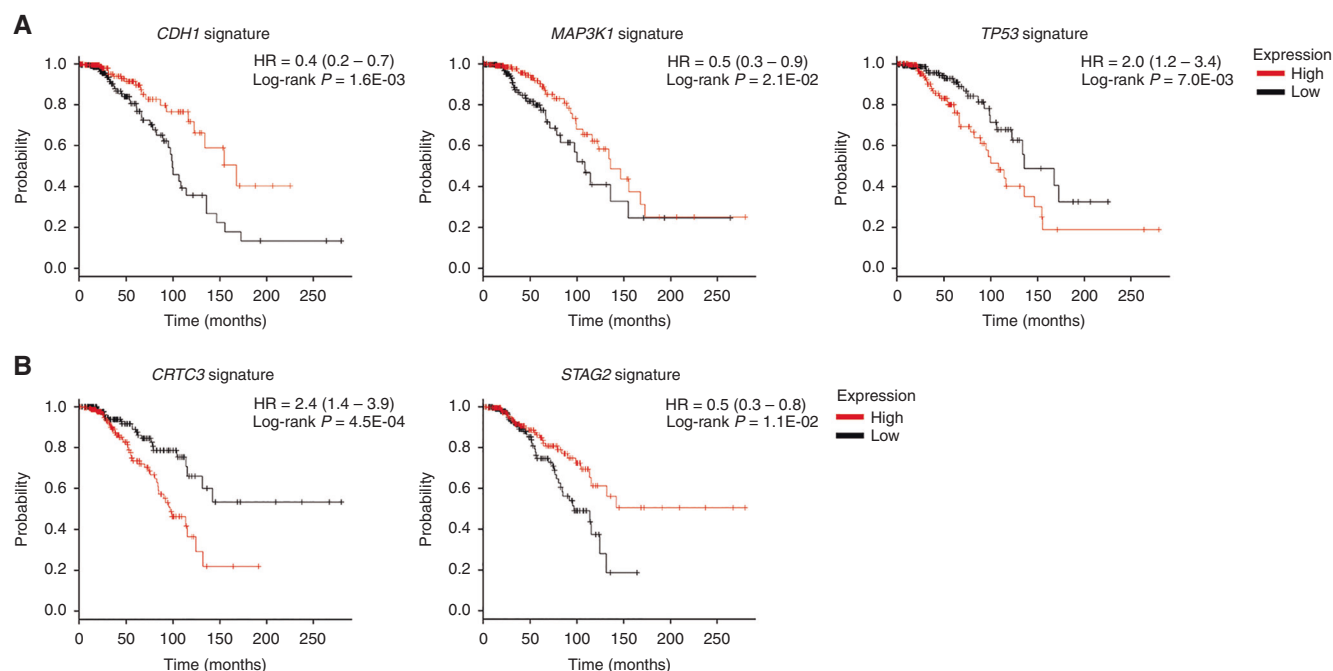 A
CDH1 signature
HR = 0.4 (0.2 – 0.7)
Log-rank P = 1.6E-03
1.0
0.8
0.6
0.4
0.2
0.0
Probability
0 50 100 150 200 250
Time (months)
MAP3K1 signature
HR = 0.5 (0.3 – 0.9)
Log-rank P = 2.1E-02
1.0
0.8
0.6
0.4
0.2
0.0
Probability
0 50 100 150 200 250
Time (months)
TP53 signature
HR = 2.0 (1.2 – 3.4)
Log-rank P = 7.0E-03
1.0
0.8
0.6
0.4
0.2
0.0
Probability
0 50 100 150 200 250
Time (months)
Expression
High
Low
B
CRTC3 signature
HR = 2.4 (1.4 – 3.9)
Log-rank P = 4.5E-04
1.0
0.8
0.6
0.4
0.2
0.0
Probability
0 50 100 150 200 250
Time (months)
STAG2 signature
HR = 0.5 (0.3 – 0.8)
Log-rank P = 1.1E-02
1.0
0.8
0.6
0.4
0.2
0.0
Probability
0 50 100 150 200 250
Time (months)
Expression
High
Low